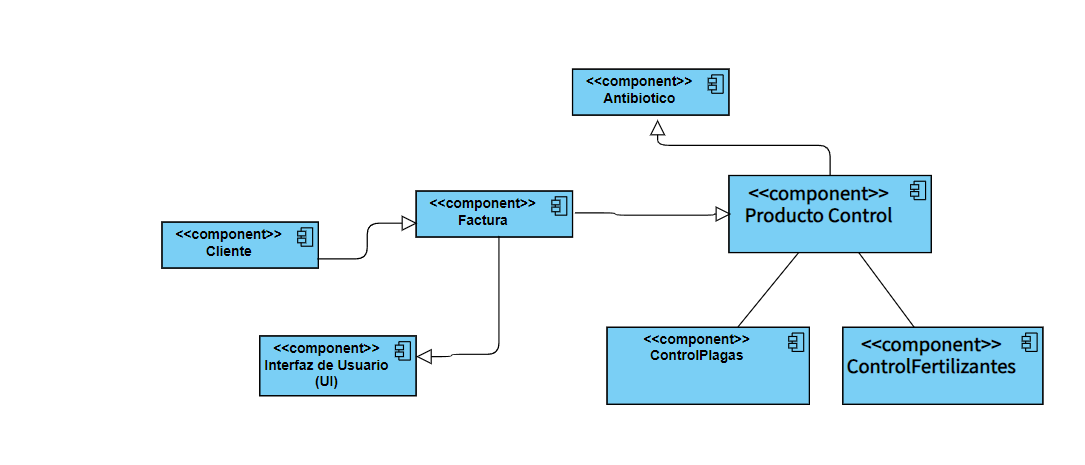 <<component>>
Antibiotico
<<component>>
Producto Control
<<component>>
Factura
<<component>>
Cliente
<<component>>
Interfaz de Usuario
(UI)
<<component>>
ControlPlagas
<<component>>
ControlFertilizantes